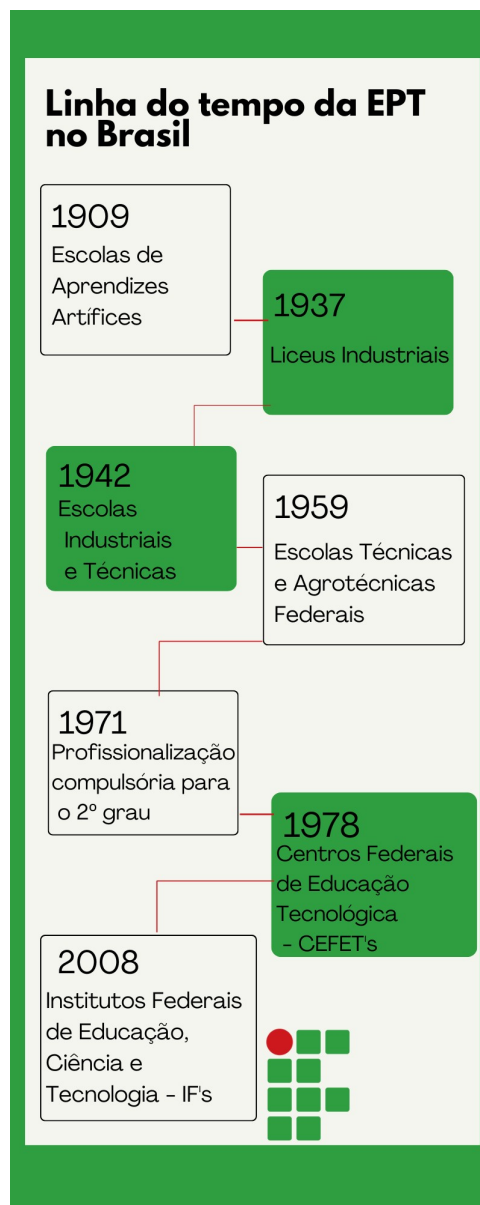 Linha do tempo da EPT
no Brasil
1909
Escolas de
Aprendizes
Artífices
1937
Liceus Industriais
1942
Escolas
Industriais
e Técnicas
1959
Escolas Técnicas
e Agrotécnicas
Federais
1971
Profissionalização
compulsória para
o 2º grau
1978
Centros Federais
de Educação
Tecnológica
- CEFET's
2008
Institutos Federais
de Educação,
Ciência e
Tecnologia - IF's